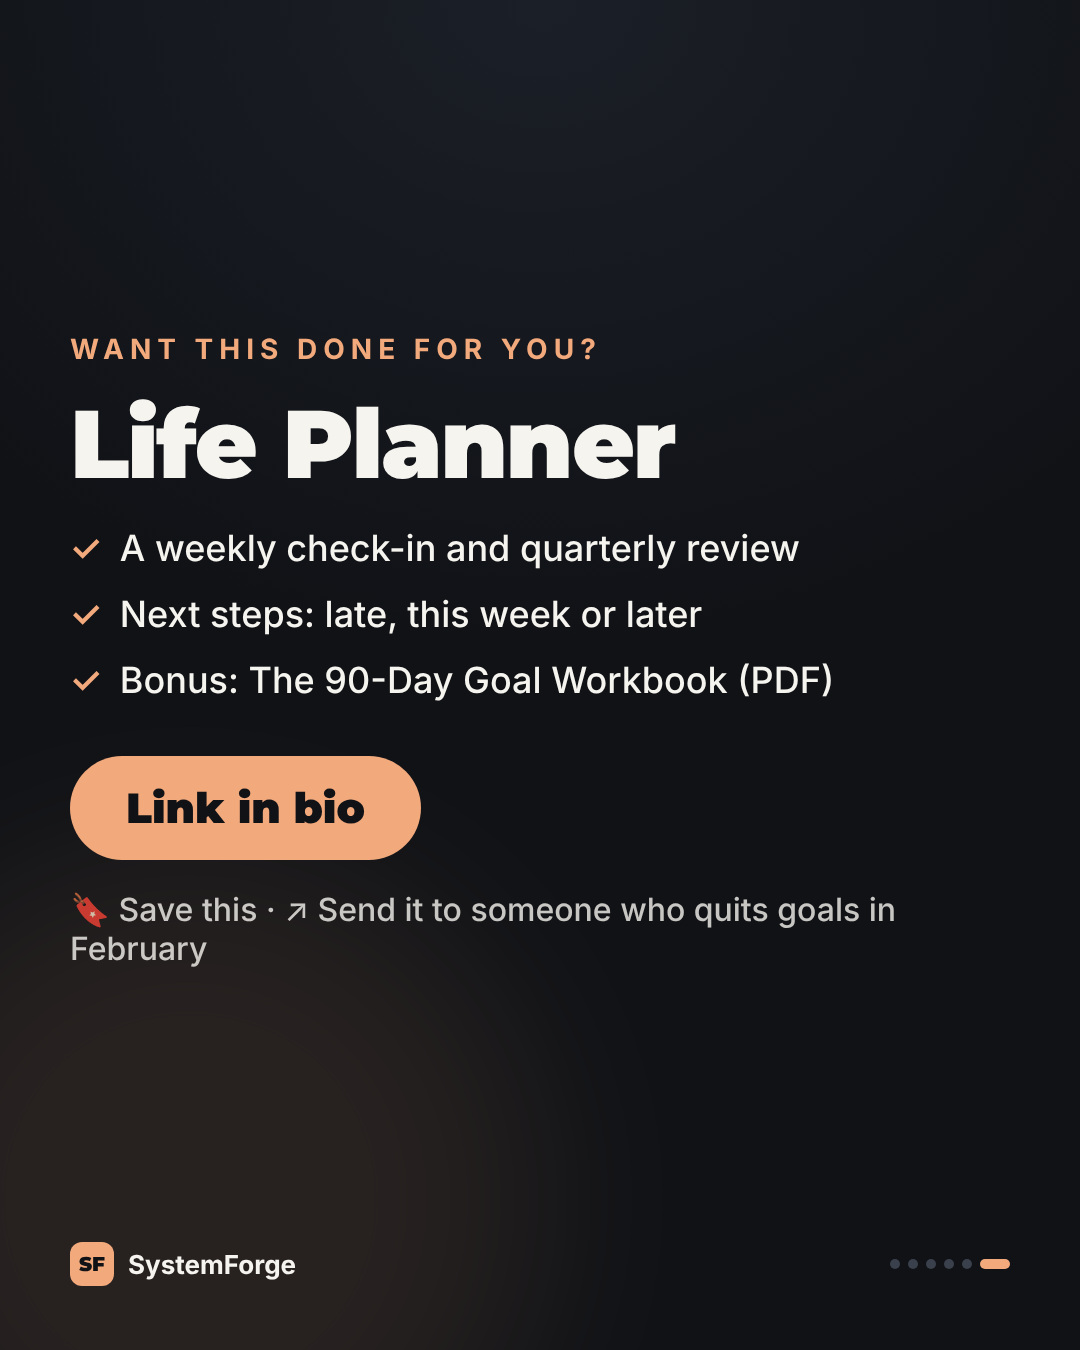 WANT THIS DONE FOR YOU?
Life Planner
✓ A weekly check-in and quarterly review
✓ Next steps: late, this week or later
✓ Bonus: The 90-Day Goal Workbook (PDF)
Link in bio
🔖 Save this · ↗ Send it to someone who quits goals in
February
SF SystemForge